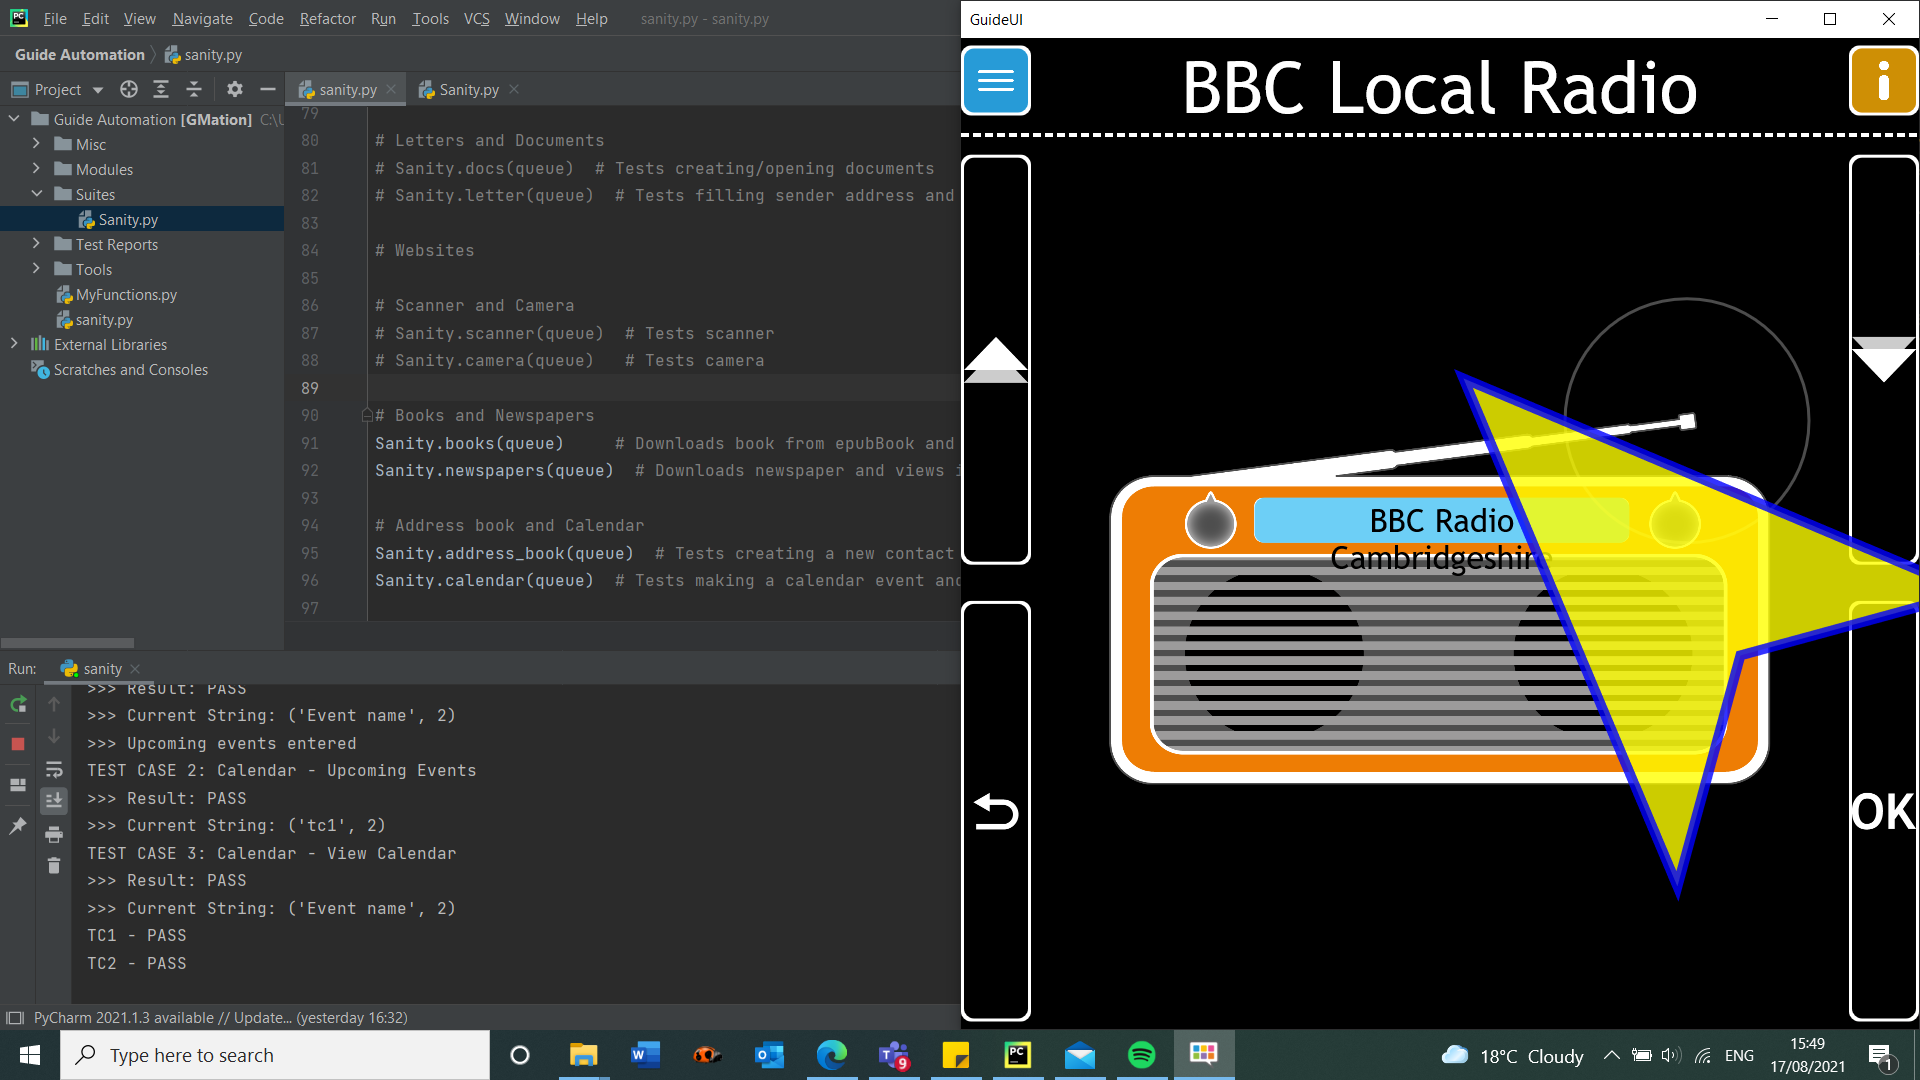 File Edit View Navigate Code Refactor Run Tools VCS Window Help sanity.py - sanity.py
Guide Automation sanity.py
Project
sanity.py
Sanity.py
Guide Automation [GMation] C:\U
Misc
Modules
Suites
Sanity.py
Test Reports
Tools
MyFunctions.py
sanity.py
External Libraries
Scratches and Consoles
79
80 # Letters and Documents
81 # Sanity.docs(queue) # Tests creating/opening documents
82 # Sanity.letter(queue) # Tests filling sender address and
83
84 # Websites
85
86 # Scanner and Camera
87 # Sanity.scanner(queue) # Tests scanner
88 # Sanity.camera(queue) # Tests camera
89
90 # Books and Newspapers
91 Sanity.books(queue) # Downloads book from epubBook and
92 Sanity.newspapers(queue) # Downloads newspaper and views i
93
94 # Address book and Calendar
95 Sanity.address_book(queue) # Tests creating a new contact
96 Sanity.calendar(queue) # Tests making a calendar event and
97
Run: sanity
>>> Result: PASS
>>> Current String: ('Event name', 2)
>>> Upcoming events entered
TEST CASE 2: Calendar - Upcoming Events
>>> Result: PASS
>>> Current String: ('tc1', 2)
TEST CASE 3: Calendar - View Calendar
>>> Result: PASS
>>> Current String: ('Event name', 2)
TC1 - PASS
TC2 - PASS
PyCharm 2021.1.3 available // Update... (yesterday 16:32)
GuideUI
BBC Local Radio
BBC Radio
Cambridgeshire
OK
Type here to search
9
18°C Cloudy
ENG
15:49
17/08/2021
1